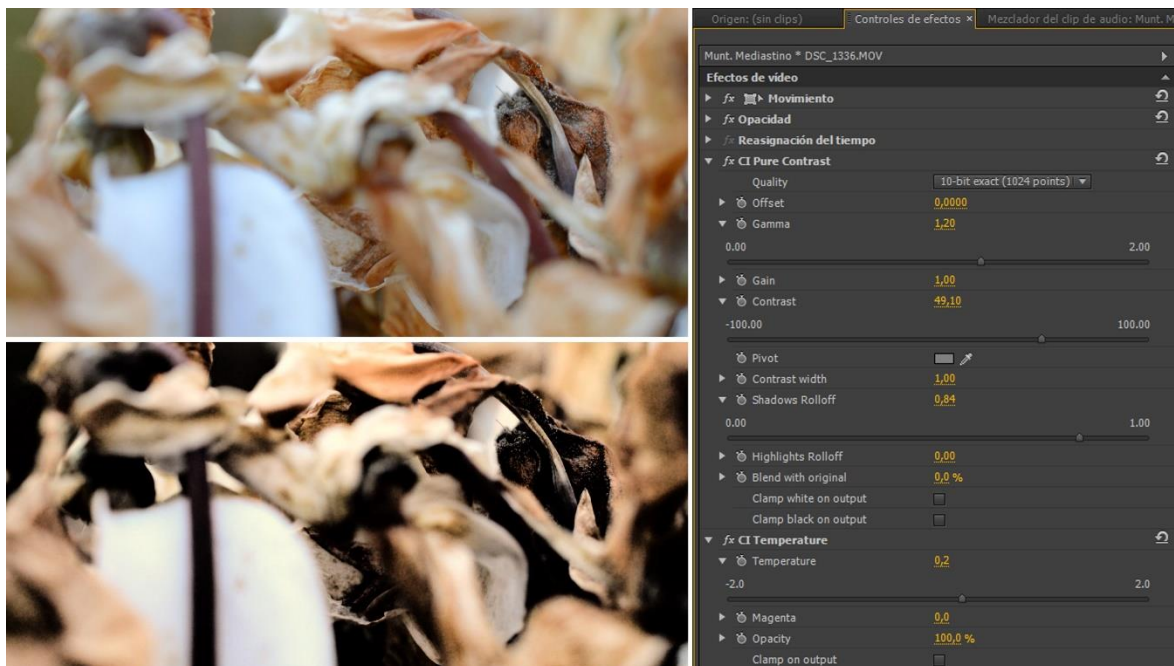 Origen: (sin clips) Controles de efectos × Mezclador del clip de audio: Munt. M
Munt. Mediastino * DSC_1336.MOV
Efectos de vídeo
fx Movimiento
fx Opacidad
fx Reasignación del tiempo
fx CI Pure Contrast
Quality 10-bit exact (1024 points)
Offset 0,0000
Gamma 1,20
0.00 2.00
Gain 1,00
Contrast 49,10
-100.00 100.00
Pivot
Contrast width 1,00
Shadows Rolloff 0,84
0.00 1.00
Highlights Rolloff 0,00
Blend with original 0,0 %
Clamp white on output
Clamp black on output
fx CI Temperature
Temperature 0,2
-2.0 2.0
Magenta 0,0
Opacity 100,0 %
Clamp on output